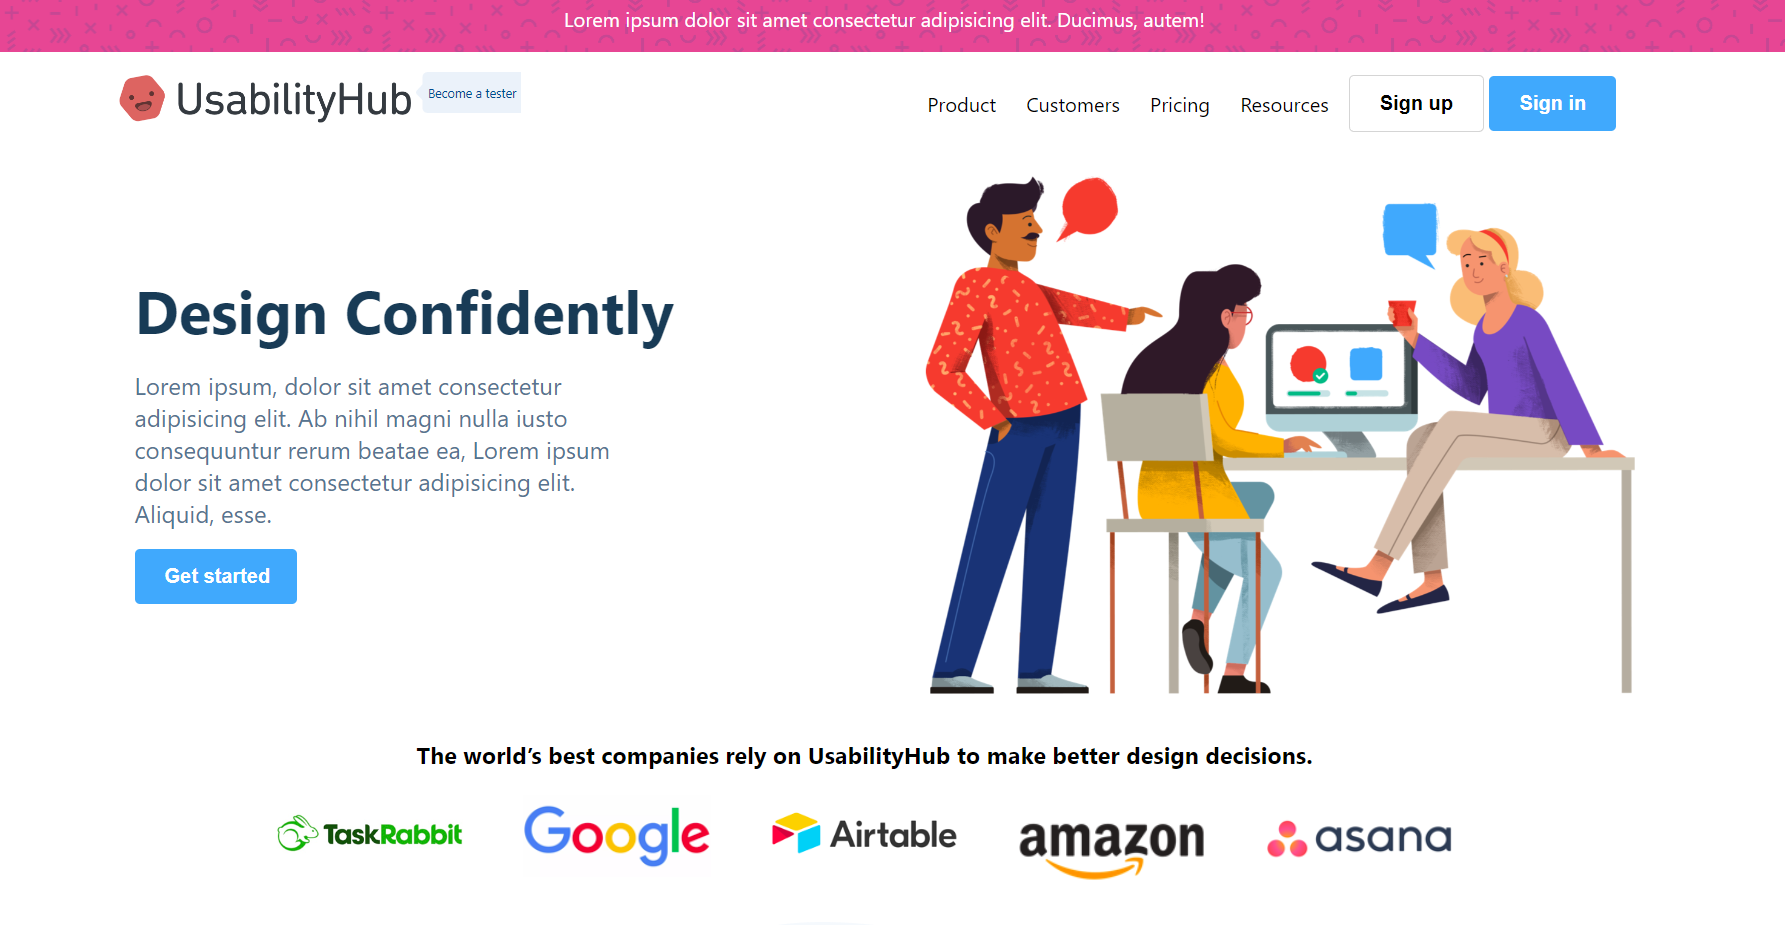 Lorem ipsum dolor sit amet consectetur adipisicing elit. Ducimus, autem!
UsabilityHub
Become a tester
Product
Customers
Pricing
Resources
Sign up
Sign in
Design Confidently
Lorem ipsum, dolor sit amet consectetur
adipisicing elit. Ab nihil magni nulla iusto
consequuntur rerum beatae ea, Lorem ipsum
dolor sit amet consectetur adipisicing elit.
Aliquid, esse.
Get started
The world’s best companies rely on UsabilityHub to make better design decisions.
TaskRabbit
Google
Airtable
amazon
asana